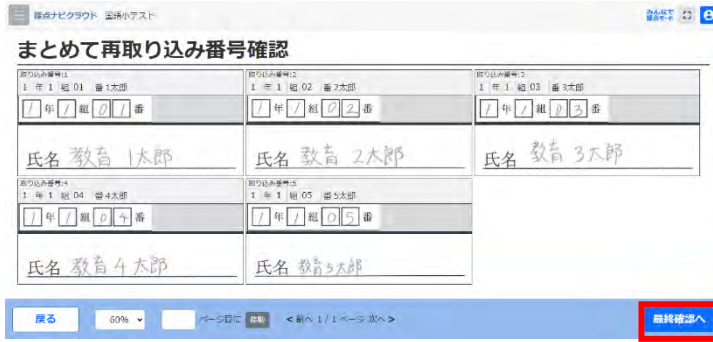 採点ナビクラウド 国語小テスト
みんなで
採点モード
まとめて再取り込み番号確認
取り込み番号:1
1 年 1 組 01 番 1太郎
1 年 1 組 0 1 番
氏名 教育 1太郎
取り込み番号:2
1 年 1 組 02 番 2太郎
1 年 1 組 0 2 番
氏名 教育 2太郎
取り込み番号:3
1 年 1 組 03 番 3太郎
1 年 1 組 0 3 番
氏名 教育 3太郎
取り込み番号:4
1 年 1 組 04 番 4太郎
1 年 1 組 0 4 番
氏名 教育 4太郎
取り込み番号:5
1 年 1 組 05 番 5太郎
1 年 1 組 0 5 番
氏名 教育 5太郎
戻る 60% ページ目に 移動 <前へ 1/1ページ 次へ> 最終確認へ